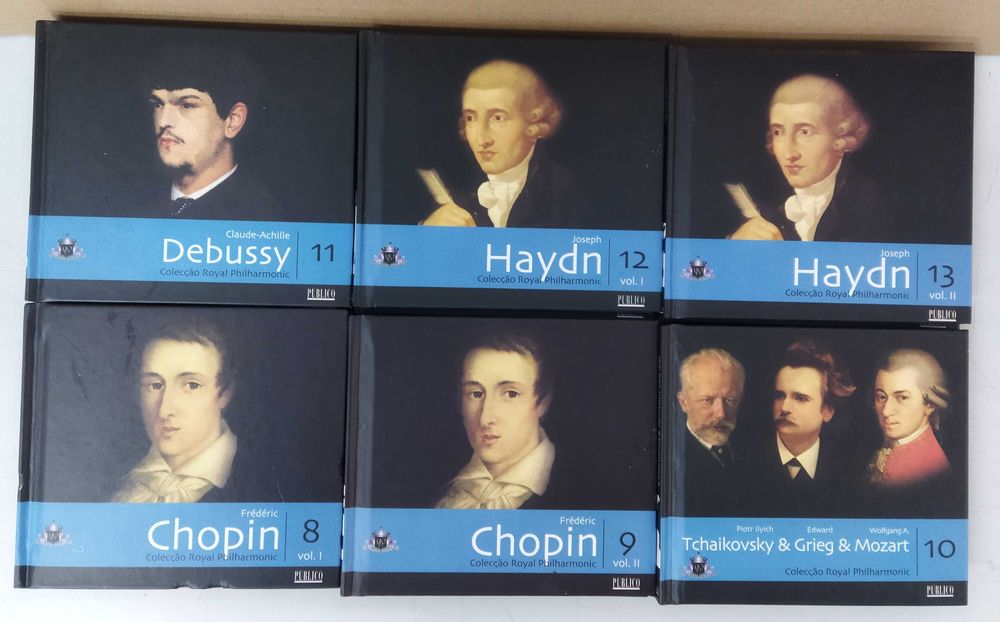 Claude-Achille
Debussy 11
Colecção Royal Philharmonic
PÚBLICO
Joseph
Haydn 12
Colecção Royal Philharmonic vol. I
PÚBLICO
Joseph
Haydn 13
Colecção Royal Philharmonic vol. II
PÚBLICO
Frédéric
Chopin 8
Colecção Royal Philharmonic vol. I
PÚBLICO
Frédéric
Chopin 9
Colecção Royal Philharmonic vol. II
PÚBLICO
Piotr Ilyich Edward Wolfgang A.
Tchaikovsky & Grieg & Mozart 10
Colecção Royal Philharmonic
PÚBLICO